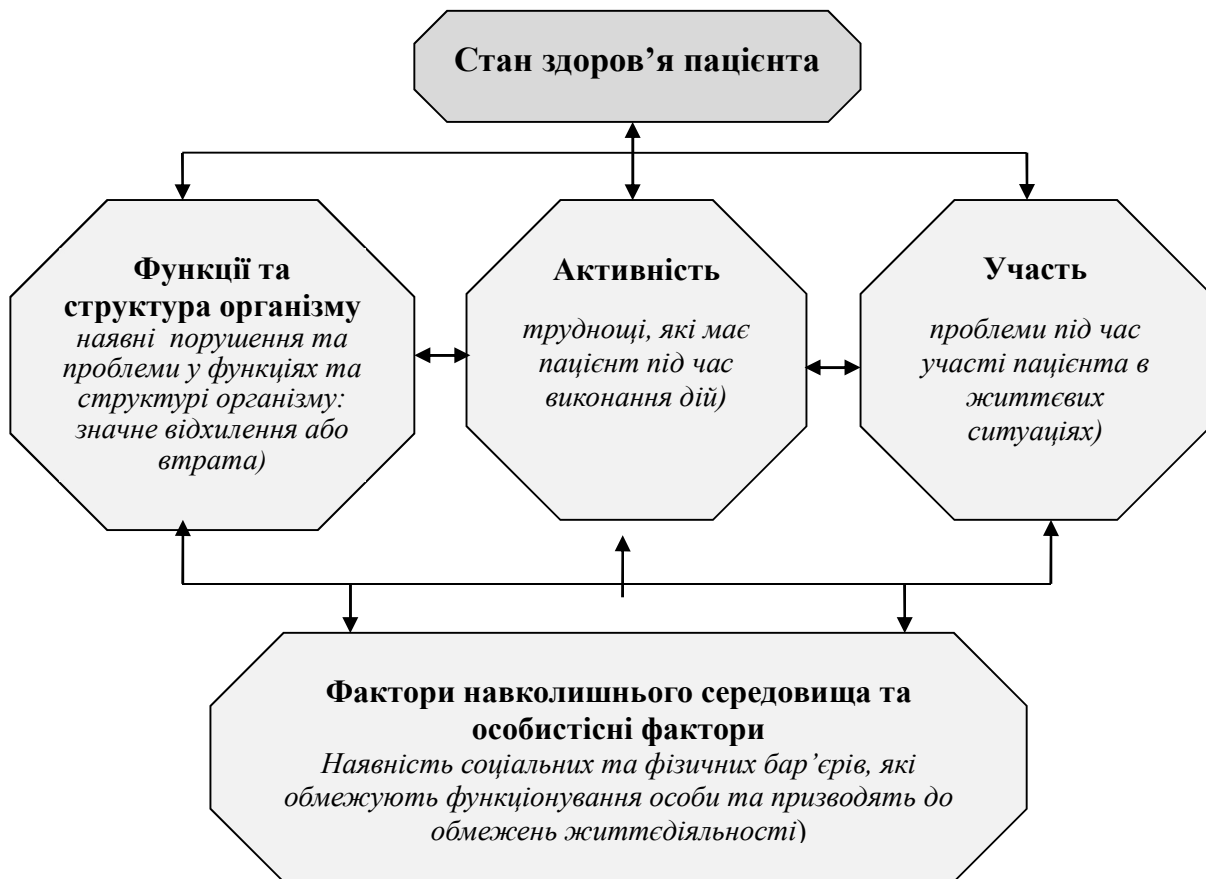 Стан здоров’я пацієнта
Функції та
структура організму
наявні порушення та
проблеми у функціях та
структурі організму:
значне відхилення або
втрата)
Активність
труднощі, які має
пацієнт під час
виконання дій)
Участь
проблеми під час
участі пацієнта в
життєвих
ситуаціях)
Фактори навколишнього середовища та
особистісні фактори
Наявність соціальних та фізичних бар’єрів, які
обмежують функціонування особи та призводять до
обмежень життєдіяльності)